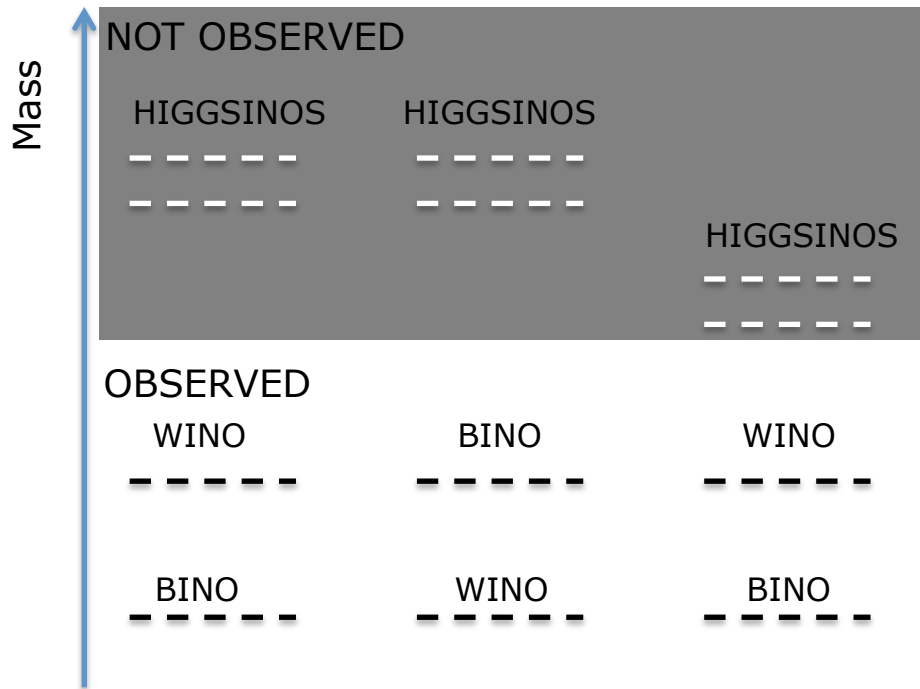 NOT OBSERVED
Mass
HIGGSINOS HIGGSINOS
HIGGSINOS
OBSERVED
WINO BINO WINO
BINO WINO BINO